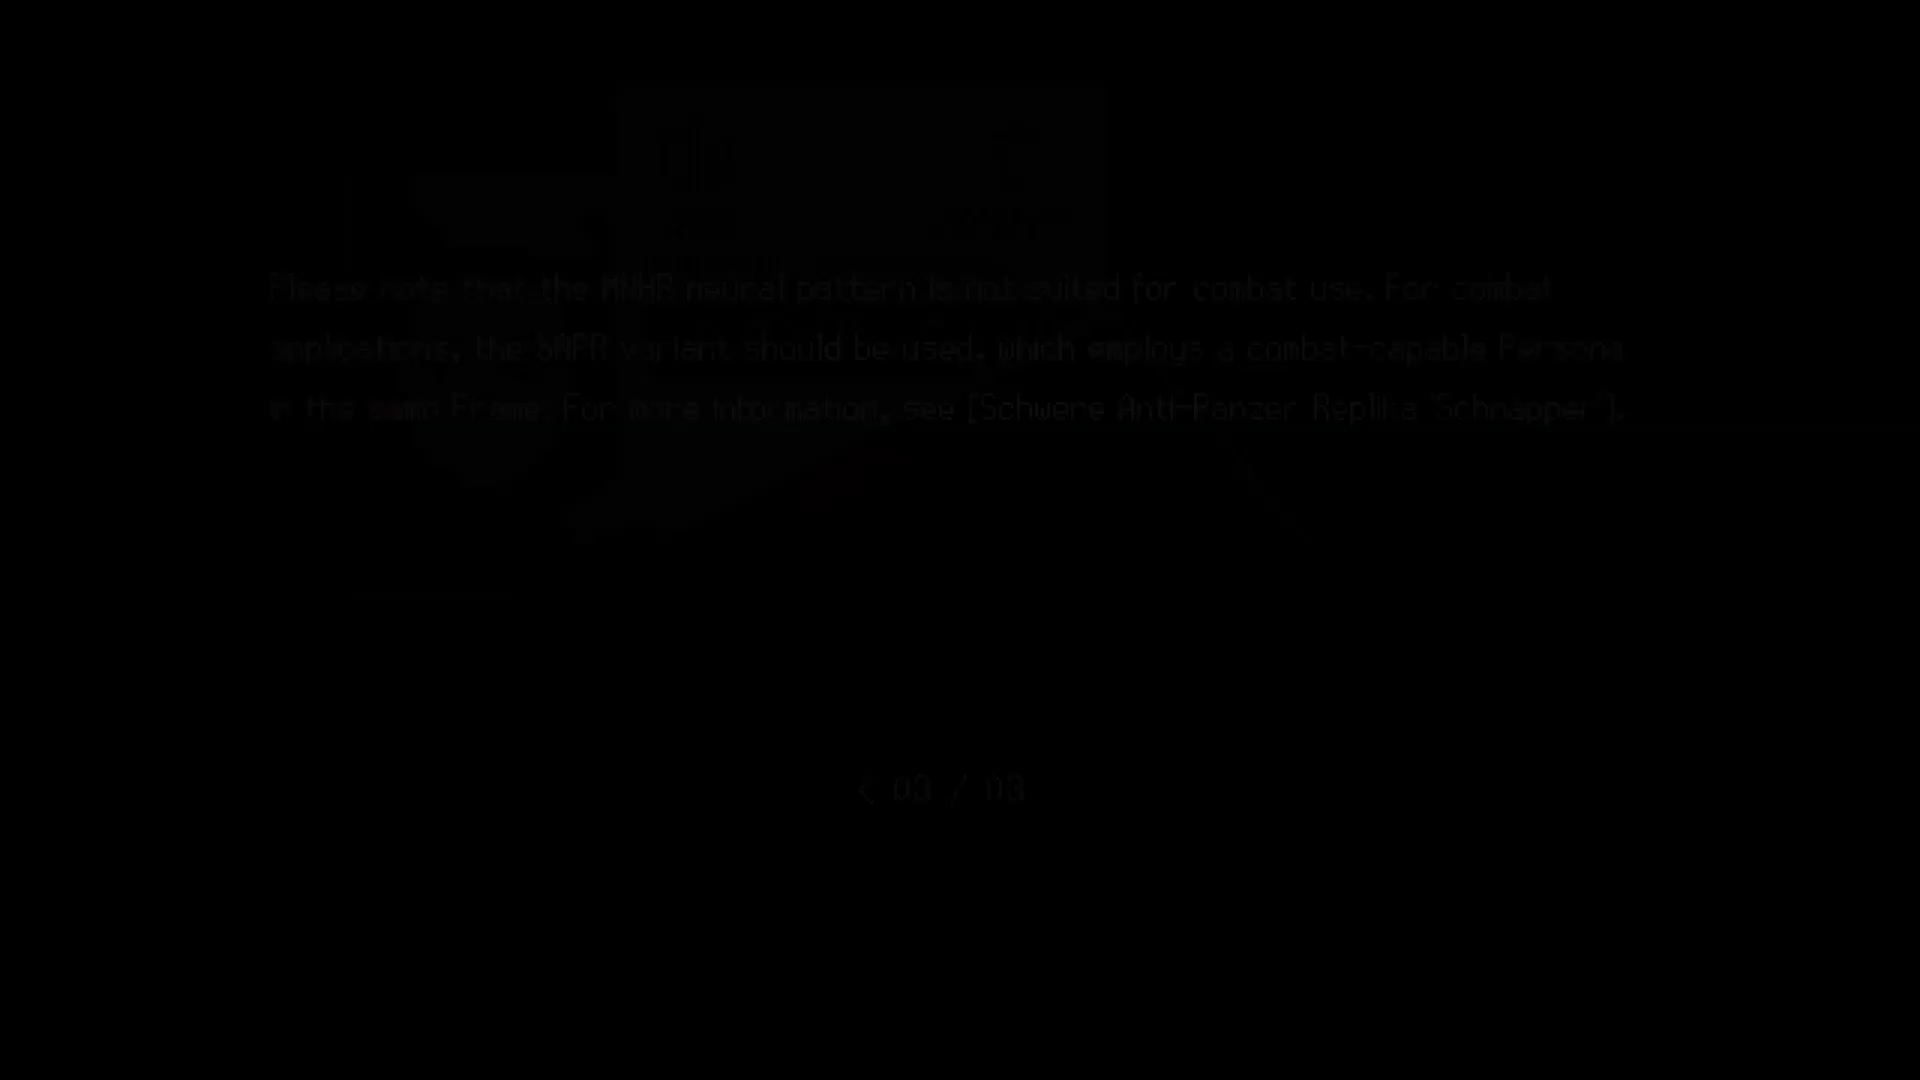 Please note that the MNHR neural pattern is not suited for combat use. For combat
applications, the SAPR variant should be used, which employs a combat-capable Persona
in the same Frame. For more information, see [Schwere Anti-Panzer Replika 'Schnapper'].
< 03 / 03